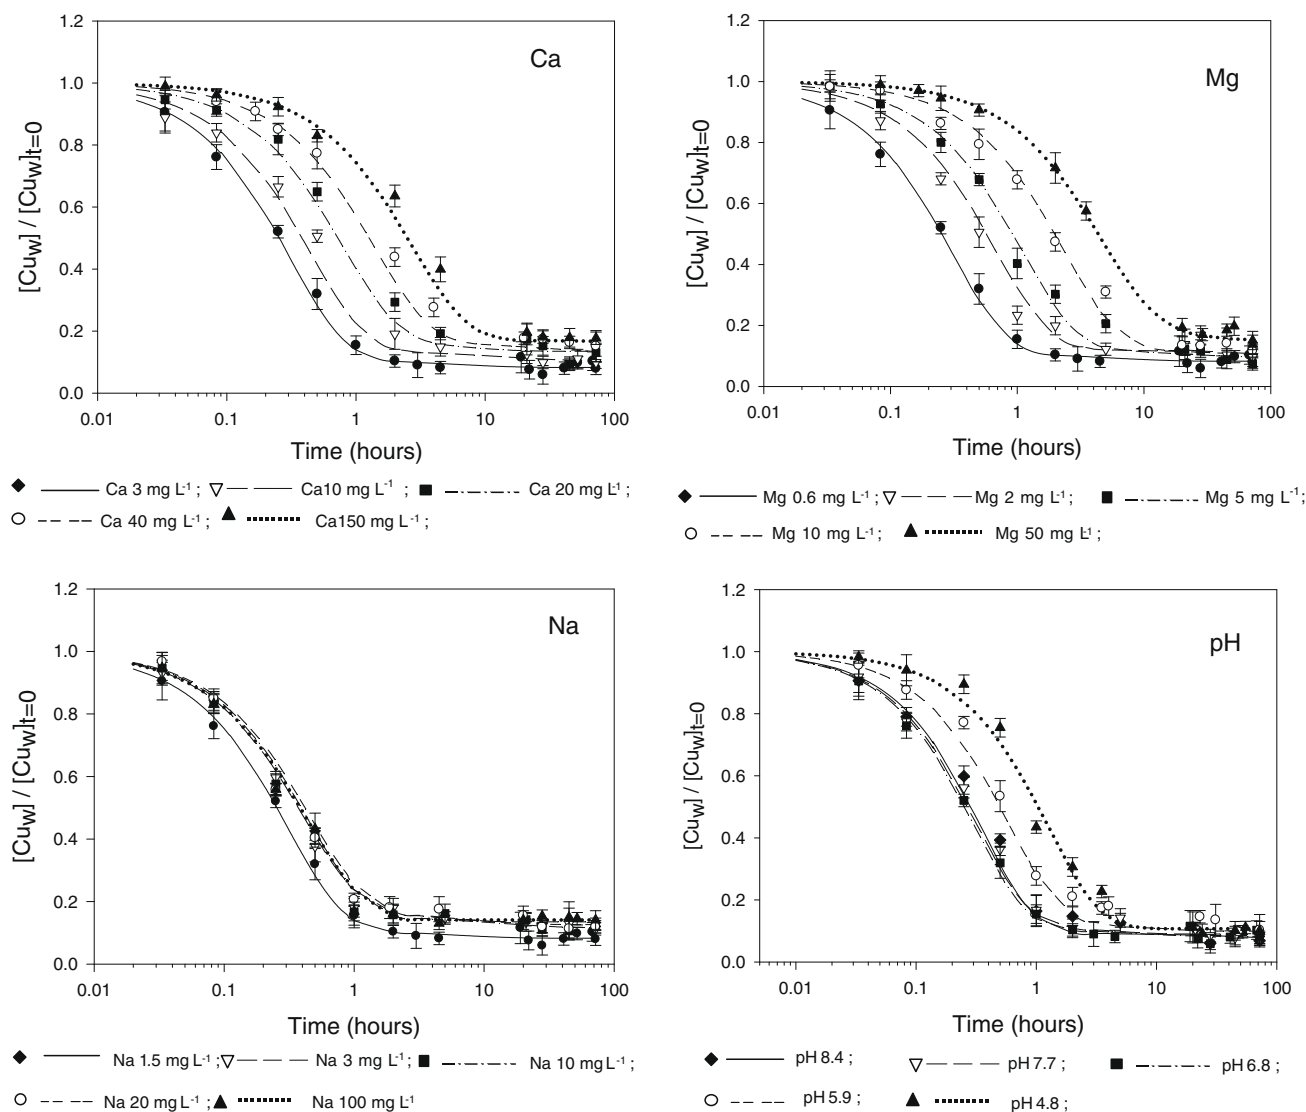 1.2
1.0
0.8
0.6
0.4
0.2
0.0
[Cuw] / [Cuw]t=0
Ca
0.01 0.1 1 10 100
Time (hours)
Ca 3 mg L-1 ; Ca10 mg L-1 ; Ca 20 mg L1 ;
Ca 40 mg L-1 ; Ca150 mg L-1 ;
1.2
1.0
0.8
0.6
0.4
0.2
0.0
[Cuw] / [Cuw]t=0
Mg
0.01 0.1 1 10 100
Time (hours)
Mg 0.6 mg L-1 ; Mg 2 mg L-1 ; Mg 5 mg L-1 ;
Mg 10 mg L-1 ; Mg 50 mg L-1 ;
1.2
1.0
0.8
0.6
0.4
0.2
0.0
[Cuw] / [Cuw]t=0
Na
0.01 0.1 1 10 100
Time (hours)
Na 1.5 mg L-1 ; Na 3 mg L-1 ; Na 10 mg L-1 ;
Na 20 mg L-1 ; Na 100 mg L-1
1.2
1.0
0.8
0.6
0.4
0.2
0.0
[Cuw] / [Cuw]t=0
pH
0.01 0.1 1 10 100
Time (hours)
pH 8.4 ; pH 7.7 ; pH 6.8 ;
pH 5.9 ; pH 4.8 ;